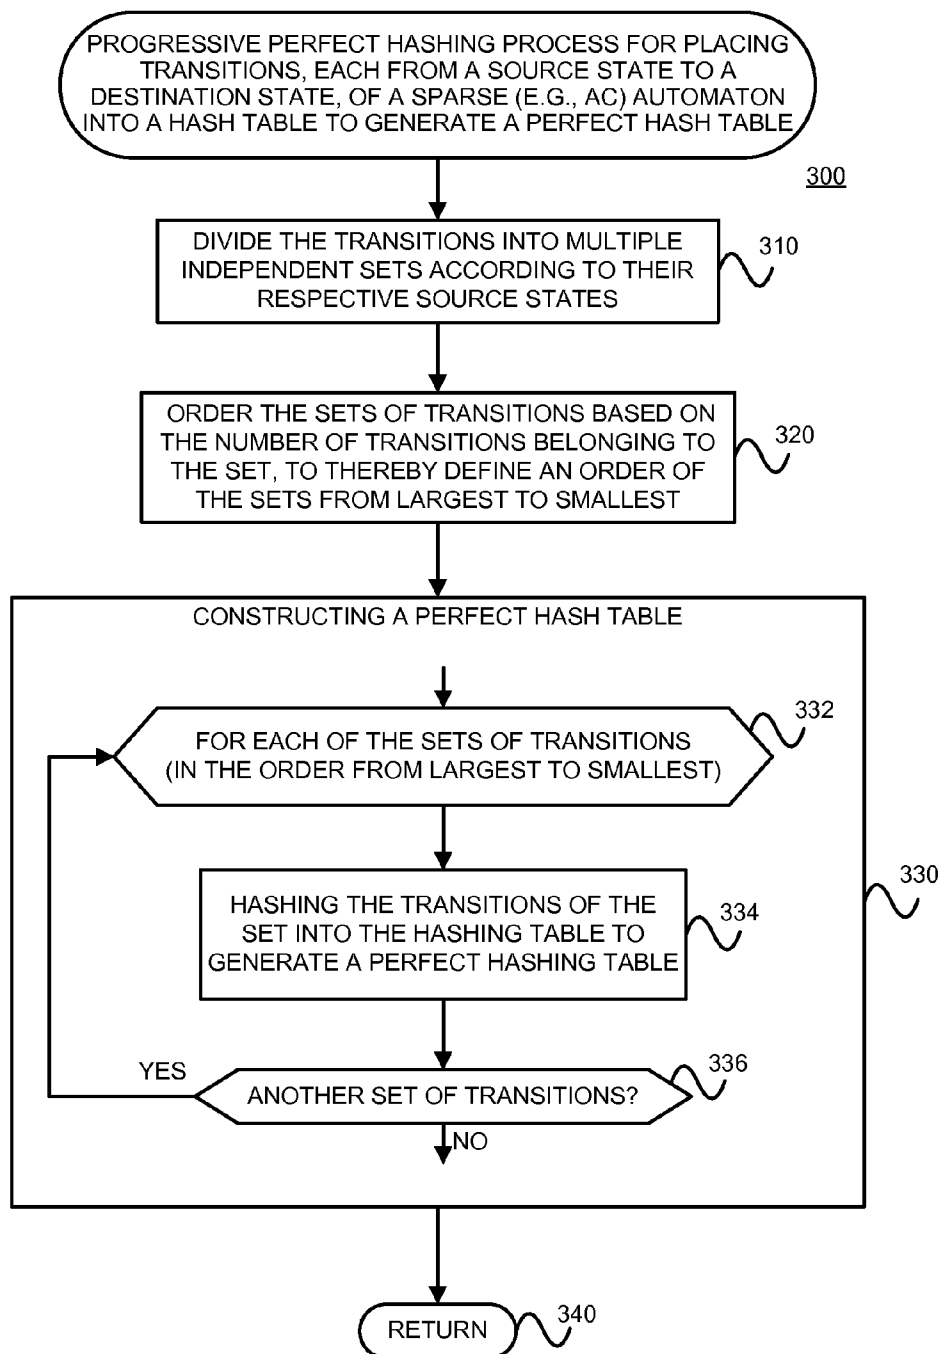 PROGRESSIVE PERFECT HASHING PROCESS FOR PLACING
TRANSITIONS, EACH FROM A SOURCE STATE TO A
DESTINATION STATE, OF A SPARSE (E.G., AC) AUTOMATON
INTO A HASH TABLE TO GENERATE A PERFECT HASH TABLE
300
DIVIDE THE TRANSITIONS INTO MULTIPLE
INDEPENDENT SETS ACCORDING TO THEIR
RESPECTIVE SOURCE STATES
310
ORDER THE SETS OF TRANSITIONS BASED ON
THE NUMBER OF TRANSITIONS BELONGING TO
THE SET, TO THEREBY DEFINE AN ORDER OF
THE SETS FROM LARGEST TO SMALLEST
320
CONSTRUCTING A PERFECT HASH TABLE
332
FOR EACH OF THE SETS OF TRANSITIONS
(IN THE ORDER FROM LARGEST TO SMALLEST)
330
HASHING THE TRANSITIONS OF THE
SET INTO THE HASHING TABLE TO
GENERATE A PERFECT HASHING TABLE
334
YES
ANOTHER SET OF TRANSITIONS?
336
NO
RETURN
340